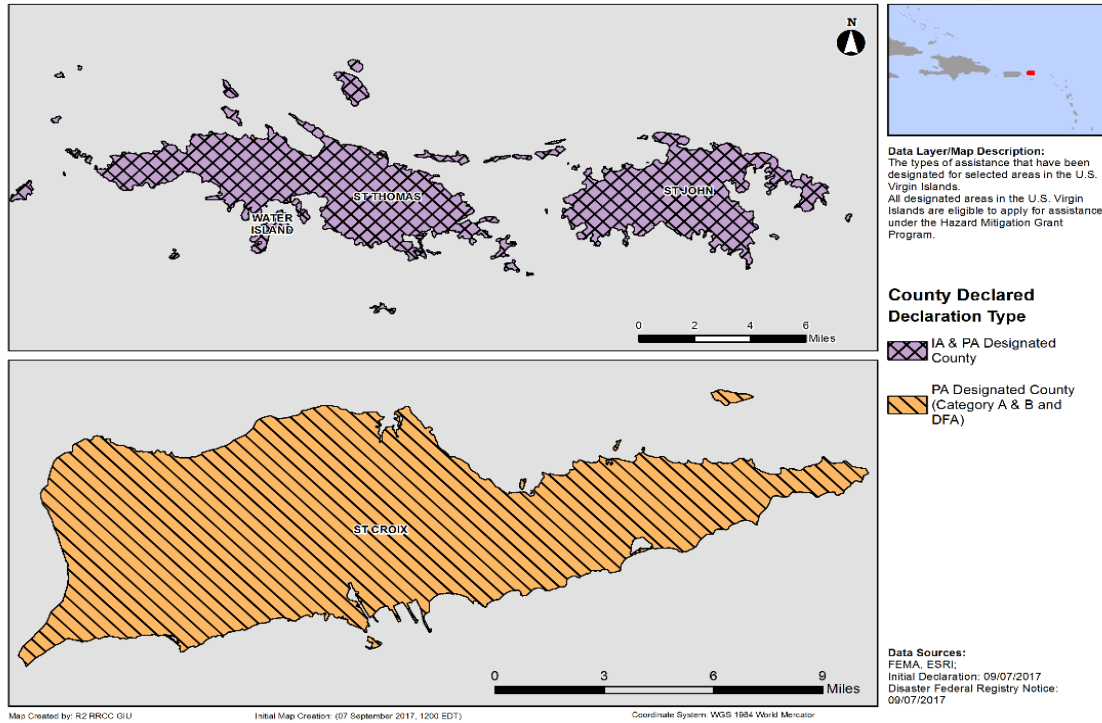 N
ST THOMAS
WATER
ISLAND
ST JOHN
0 2 4 6
Miles
ST CROIX
0 3 6 9
Miles
Data Layer/Map Description:
The types of assistance that have been
designated for selected areas in the U.S.
Virgin Islands.
All designated areas in the U.S. Virgin
Islands are eligible to apply for assistance
under the Hazard Mitigation Grant
Program.
County Declared
Declaration Type
IA & PA Designated
County
PA Designated County
(Category A & B and
DFA)
Data Sources:
FEMA, ESRI;
Initial Declaration: 09/07/2017
Disaster Federal Registry Notice:
09/07/2017
Map Created by: R2 RRCC GIU
Initial Map Creation: (07 September 2017, 1200 EDT)
Coordinate System: WGS 1984 World Mercator